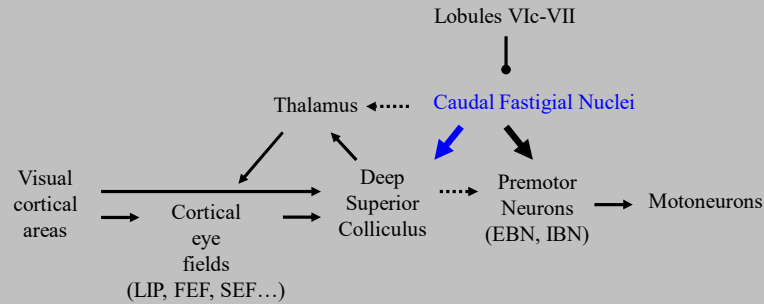 Lobules VIc-VII
Thalamus
Caudal Fastigial Nuclei
Visual
cortical
areas
Cortical
eye
fields
(LIP, FEF, SEF…)
Deep
Superior
Colliculus
Premotor
Neurons
(EBN, IBN)
Motoneurons